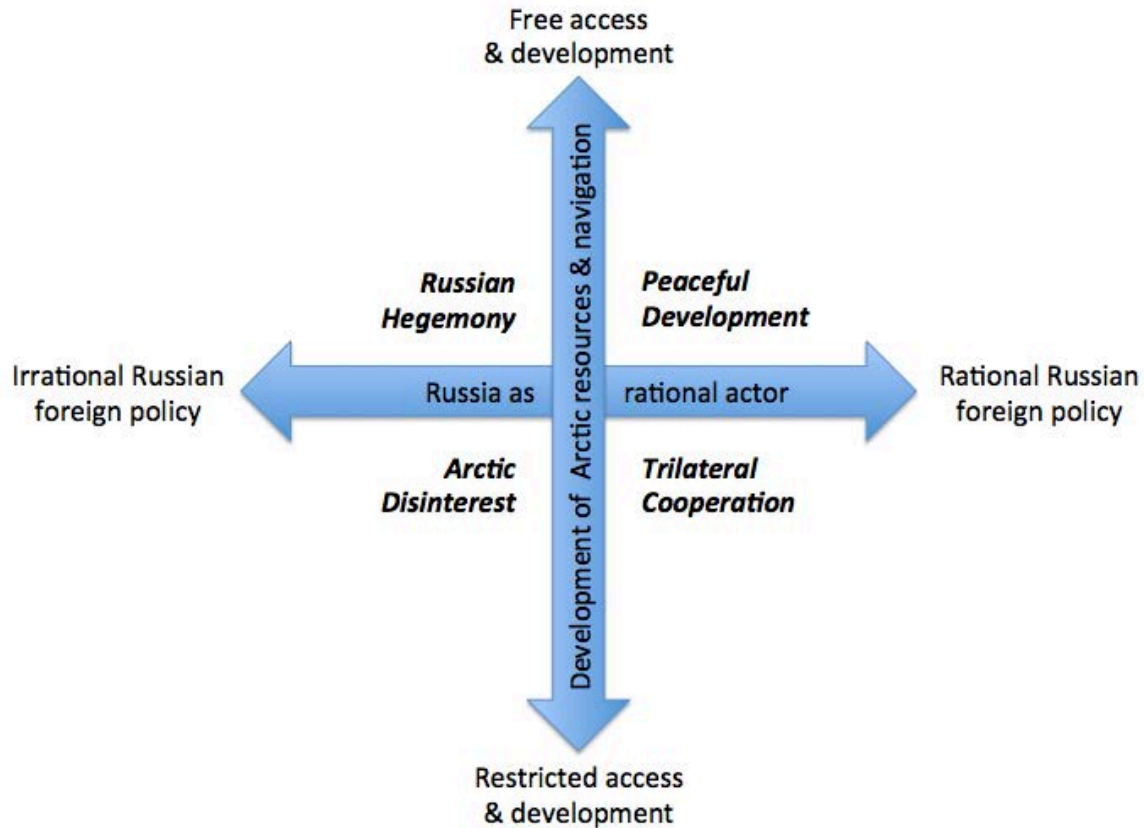 Free access
& development
Development of Arctic resources & navigation
Russian
Hegemony
Peaceful
Development
Irrational Russian
foreign policy
Russia as rational actor
Rational Russian
foreign policy
Arctic
Disinterest
Trilateral
Cooperation
Restricted access
& development